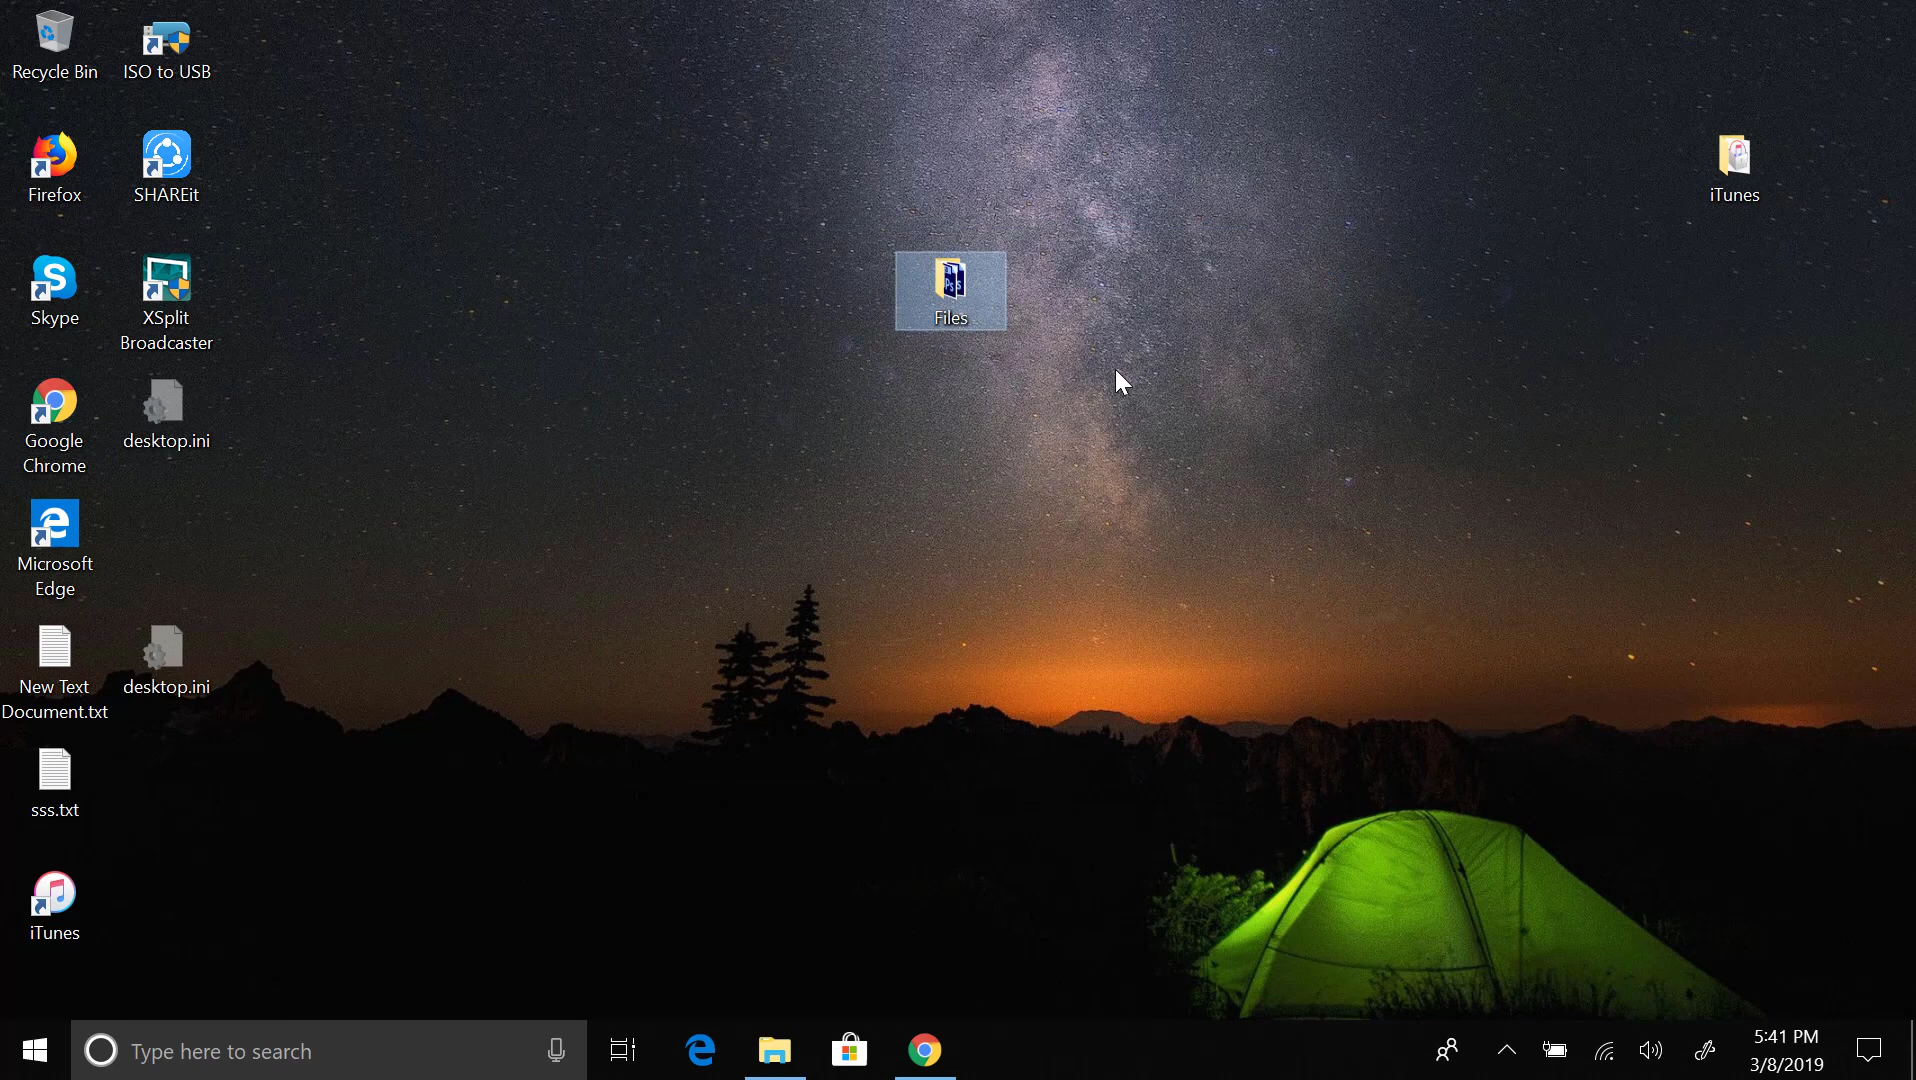 Recycle Bin
ISO to USB
Firefox
SHAREit
iTunes
Skype
XSplit
Broadcaster
Ps
s
Files
Google
Chrome
desktop.ini
Microsoft
Edge
New Text
Document.txt
desktop.ini
sss.txt
iTunes
Type here to search
5:41 PM
3/8/2019